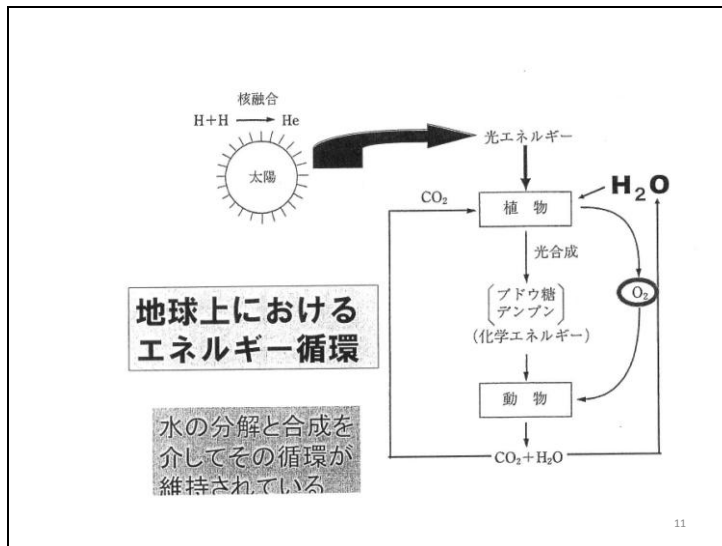 核融合
H+H → He
太陽
光エネルギー
H₂O
CO₂
植 物
光合成
O₂
ブドウ糖
デンプン
(化学エネルギー)
動 物
CO₂+H₂O
地球上における
エネルギー循環
水の分解と合成を
介してその循環が
維持されている
11